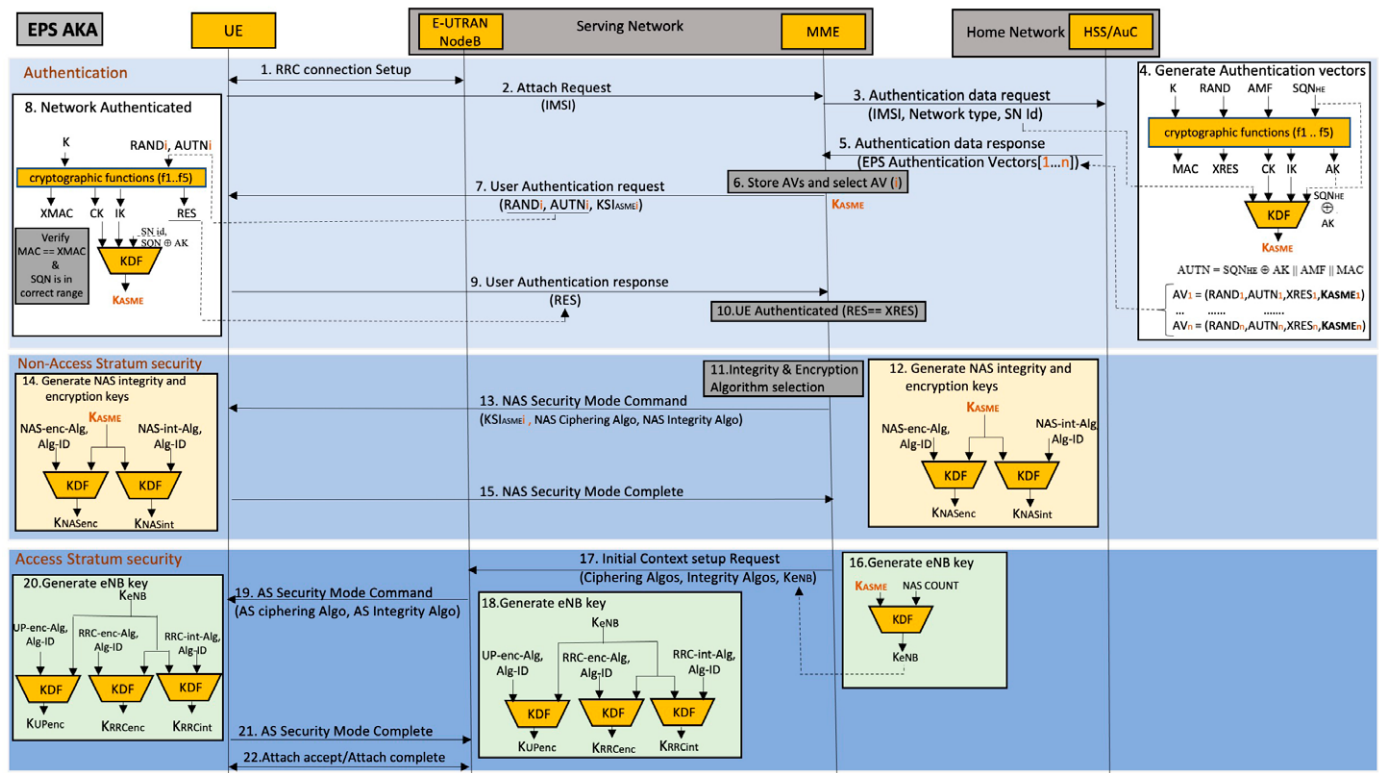 EPS AKA
UE
E-UTRAN
NodeB
Serving Network
MME
Home Network
HSS/AuC
Authentication
1. RRC connection Setup
2. Attach Request
(IMSI)
3. Authentication data request
(IMSI, Network type, SN Id)
4. Generate Authentication vectors
K RAND AMF SQNHE
cryptographic functions (f1 .. f5)
MAC XRES CK IK AK
SQNHE
⊕
AK
KDF
KASME
AUTN = SQNHE ⊕ AK || AMF || MAC
AV1 = (RAND1,AUTN1,XRES1,KASME1)
... ...... .......
AVn = (RANDn,AUTNn,XRESn,KASMEn)
5. Authentication data response
(EPS Authentication Vectors[1...n])
6. Store AVs and select AV (i)
KASME
7. User Authentication request
(RANDi, AUTNi, KSIASMEi)
8. Network Authenticated
K RANDi, AUTNi
cryptographic functions (f1..f5)
XMAC CK IK RES
Verify
MAC == XMAC
&
SQN is in
correct range
SN id,
SQN ⊕ AK
KDF
KASME
9. User Authentication response
(RES)
10.UE Authenticated (RES== XRES)
Non-Access Stratum security
11.Integrity & Encryption
Algorithm selection
12. Generate NAS integrity and
encryption keys
KASME
NAS-enc-Alg,
Alg-ID
NAS-int-Alg
Alg-ID
KDF KDF
KNASenc KNASint
13. NAS Security Mode Command
(KSIASMEi , NAS Ciphering Algo, NAS Integrity Algo)
14. Generate NAS integrity and
encryption keys
KASME
NAS-enc-Alg,
Alg-ID
NAS-int-Alg,
Alg-ID
KDF KDF
KNASenc KNASint
15. NAS Security Mode Complete
Access Stratum security
16.Generate eNB key
KASME NAS COUNT
KDF
KeNB
17. Initial Context setup Request
(Ciphering Algos, Integrity Algos, KeNB)
18.Generate eNB key
KeNB
UP-enc-Alg,
Alg-ID
RRC-enc-Alg,
Alg-ID
RRC-int-Alg,
Alg-ID
KDF KDF KDF
KUPenc KRRCenc KRRCint
19. AS Security Mode Command
(AS ciphering Algo, AS Integrity Algo)
20.Generate eNB key
KeNB
UP-enc-Alg,
Alg-ID
RRC-enc-Alg,
Alg-ID
RRC-int-Alg,
Alg-ID
KDF KDF KDF
KUPenc KRRCenc KRRCint
21. AS Security Mode Complete
22.Attach accept/Attach complete